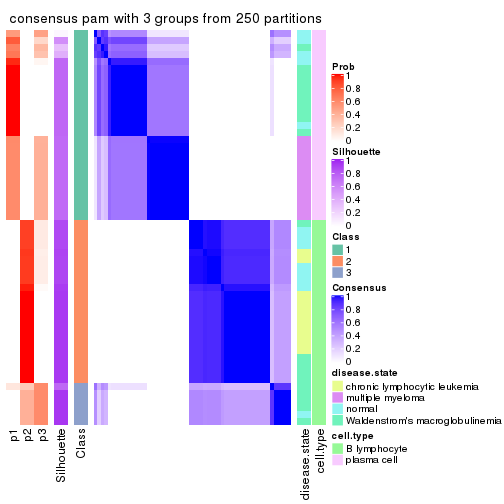 consensus pam with 3 groups from 250 partitions
Prob
1
0.8
0.6
0.4
0.2
0
Silhouette
1
0.8
0.6
0.4
0.2
0
Class
1
2
3
Consensus
1
0.8
0.6
0.4
0.2
0
disease.state
chronic lymphocytic leukemia
multiple myeloma
normal
Waldenstrom's macroglobulinemia
cell.type
B lymphocyte
plasma cell
p1
p2
p3
Silhouette
Class
disease.state
cell.type